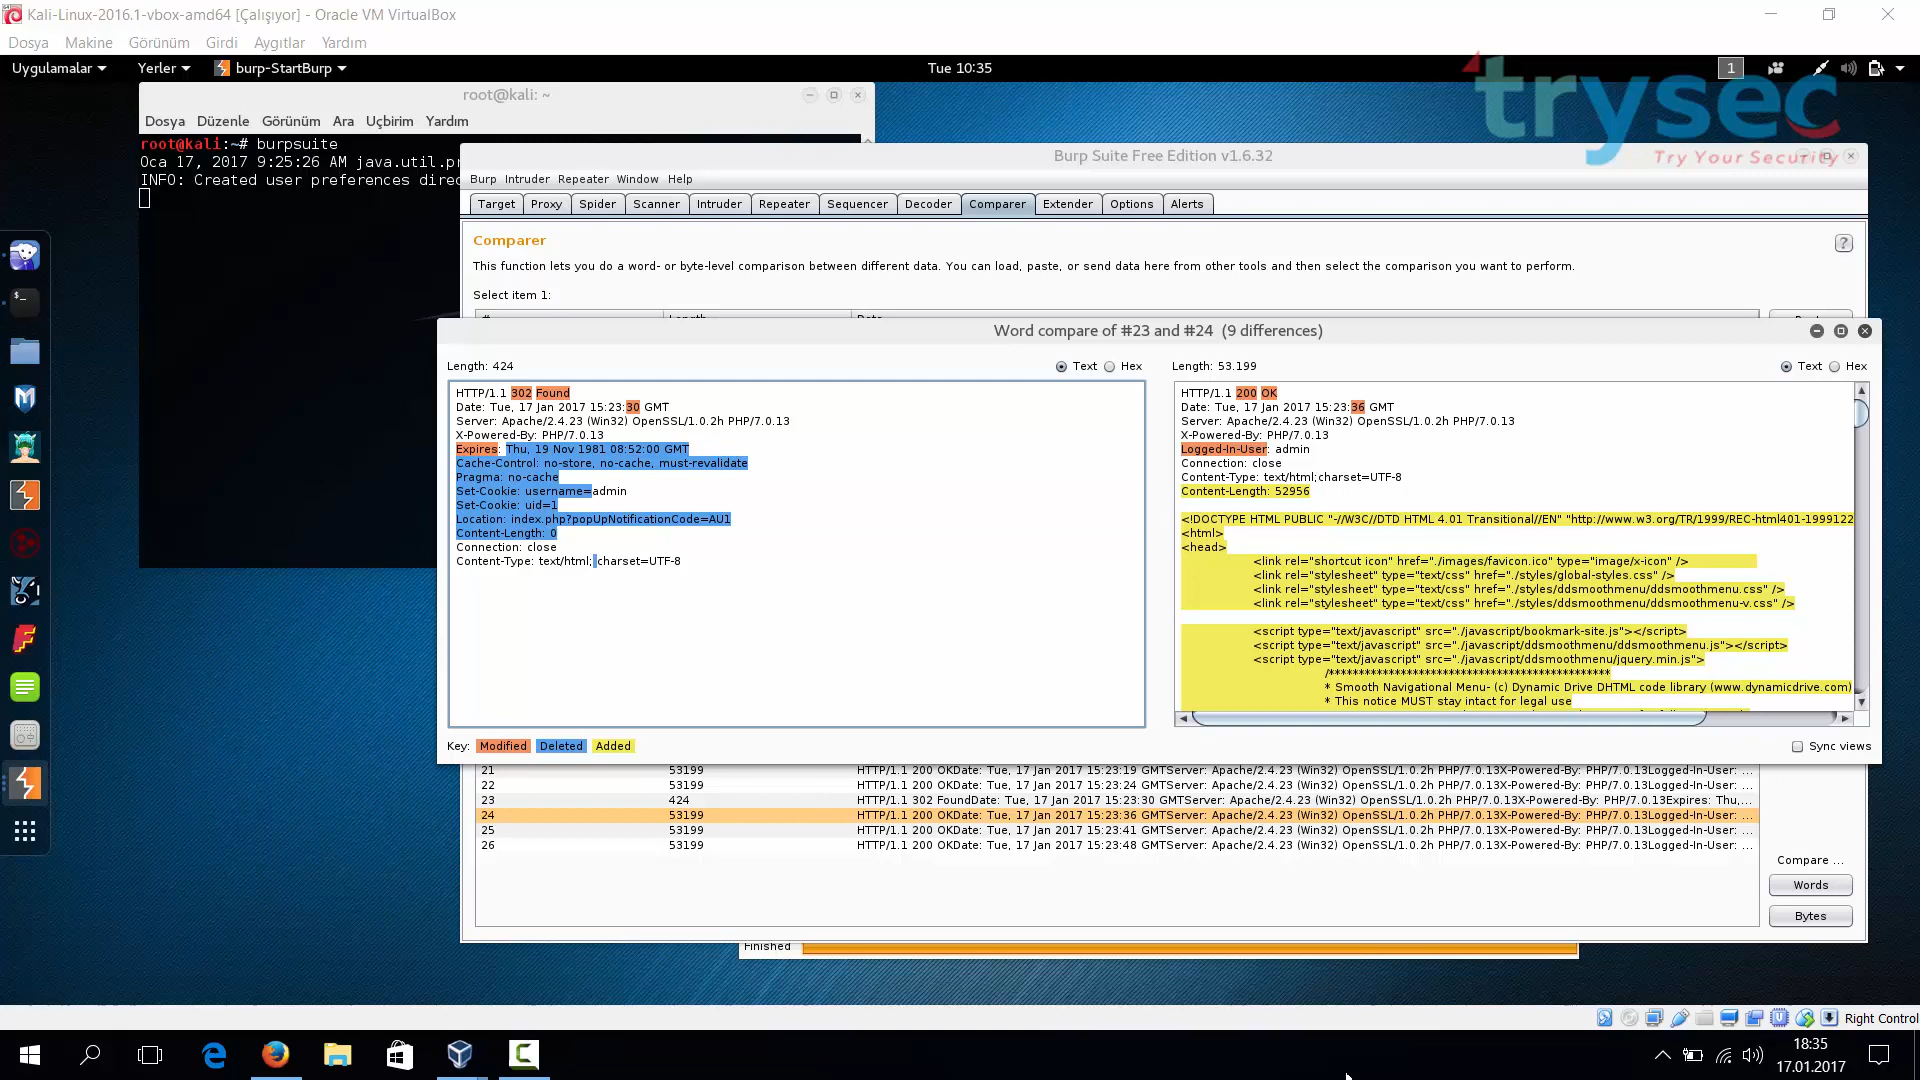 Kali-Linux-2016.1-vbox-amd64 [Çalışıyor] - Oracle VM VirtualBox
Dosya Makine Görünüm Girdi Aygıtlar Yardım
Uygulamalar Yerler burp-StartBurp Tue 10:35 1
trysec
Try Your Security
root@kali: ~
Dosya Düzenle Görünüm Ara Uçbirim Yardım
root@kali:~# burpsuite
Oca 17, 2017 9:25:26 AM java.util.pr
INFO: Created user preferences direc
Burp Suite Free Edition v1.6.32
Burp Intruder Repeater Window Help
Target Proxy Spider Scanner Intruder Repeater Sequencer Decoder Comparer Extender Options Alerts
Comparer
?
This function lets you do a word- or byte-level comparison between different data. You can load, paste, or send data here from other tools and then select the comparison you want to perform.
Select item 1:
Word compare of #23 and #24 (9 differences)
Length: 424 Text Hex
HTTP/1.1 302 Found
Date: Tue, 17 Jan 2017 15:23:30 GMT
Server: Apache/2.4.23 (Win32) OpenSSL/1.0.2h PHP/7.0.13
X-Powered-By: PHP/7.0.13
Expires: Thu, 19 Nov 1981 08:52:00 GMT
Cache-Control: no-store, no-cache, must-revalidate
Pragma: no-cache
Set-Cookie: username=admin
Set-Cookie: uid=1
Location: index.php?popUpNotificationCode=AU1
Content-Length: 0
Connection: close
Content-Type: text/html; charset=UTF-8
Length: 53.199 Text Hex
HTTP/1.1 200 OK
Date: Tue, 17 Jan 2017 15:23:36 GMT
Server: Apache/2.4.23 (Win32) OpenSSL/1.0.2h PHP/7.0.13
X-Powered-By: PHP/7.0.13
Logged-In-User: admin
Connection: close
Content-Type: text/html;charset=UTF-8
Content-Length: 52956
<!DOCTYPE HTML PUBLIC "-//W3C//DTD HTML 4.01 Transitional//EN" "http://www.w3.org/TR/1999/REC-html401-1999122
<html>
<head>
<link rel="shortcut icon" href="./images/favicon.ico" type="image/x-icon" />
<link rel="stylesheet" type="text/css" href="./styles/global-styles.css" />
<link rel="stylesheet" type="text/css" href="./styles/ddsmoothmenu/ddsmoothmenu.css" />
<link rel="stylesheet" type="text/css" href="./styles/ddsmoothmenu/ddsmoothmenu-v.css" />
<script type="text/javascript" src="./javascript/bookmark-site.js"></script>
<script type="text/javascript" src="./javascript/ddsmoothmenu/ddsmoothmenu.js"></script>
<script type="text/javascript" src="./javascript/ddsmoothmenu/jquery.min.js">
/***********************************************
* Smooth Navigational Menu- (c) Dynamic Drive DHTML code library (www.dynamicdrive.com)
* This notice MUST stay intact for legal use
Key: Modified Deleted Added
Sync views
21 53199 HTTP/1.1 200 OKDate: Tue, 17 Jan 2017 15:23:19 GMTServer: Apache/2.4.23 (Win32) OpenSSL/1.0.2h PHP/7.0.13X-Powered-By: PHP/7.0.13Logged-In-User: ...
22 53199 HTTP/1.1 200 OKDate: Tue, 17 Jan 2017 15:23:24 GMTServer: Apache/2.4.23 (Win32) OpenSSL/1.0.2h PHP/7.0.13X-Powered-By: PHP/7.0.13Logged-In-User: ...
23 424 HTTP/1.1 302 FoundDate: Tue, 17 Jan 2017 15:23:30 GMTServer: Apache/2.4.23 (Win32) OpenSSL/1.0.2h PHP/7.0.13X-Powered-By: PHP/7.0.13Expires: Thu,...
24 53199 HTTP/1.1 200 OKDate: Tue, 17 Jan 2017 15:23:36 GMTServer: Apache/2.4.23 (Win32) OpenSSL/1.0.2h PHP/7.0.13X-Powered-By: PHP/7.0.13Logged-In-User: ...
25 53199 HTTP/1.1 200 OKDate: Tue, 17 Jan 2017 15:23:41 GMTServer: Apache/2.4.23 (Win32) OpenSSL/1.0.2h PHP/7.0.13X-Powered-By: PHP/7.0.13Logged-In-User: ...
26 53199 HTTP/1.1 200 OKDate: Tue, 17 Jan 2017 15:23:48 GMTServer: Apache/2.4.23 (Win32) OpenSSL/1.0.2h PHP/7.0.13X-Powered-By: PHP/7.0.13Logged-In-User: ...
Compare ...
Words
Bytes
Finished
Right Control
18:35
17.01.2017